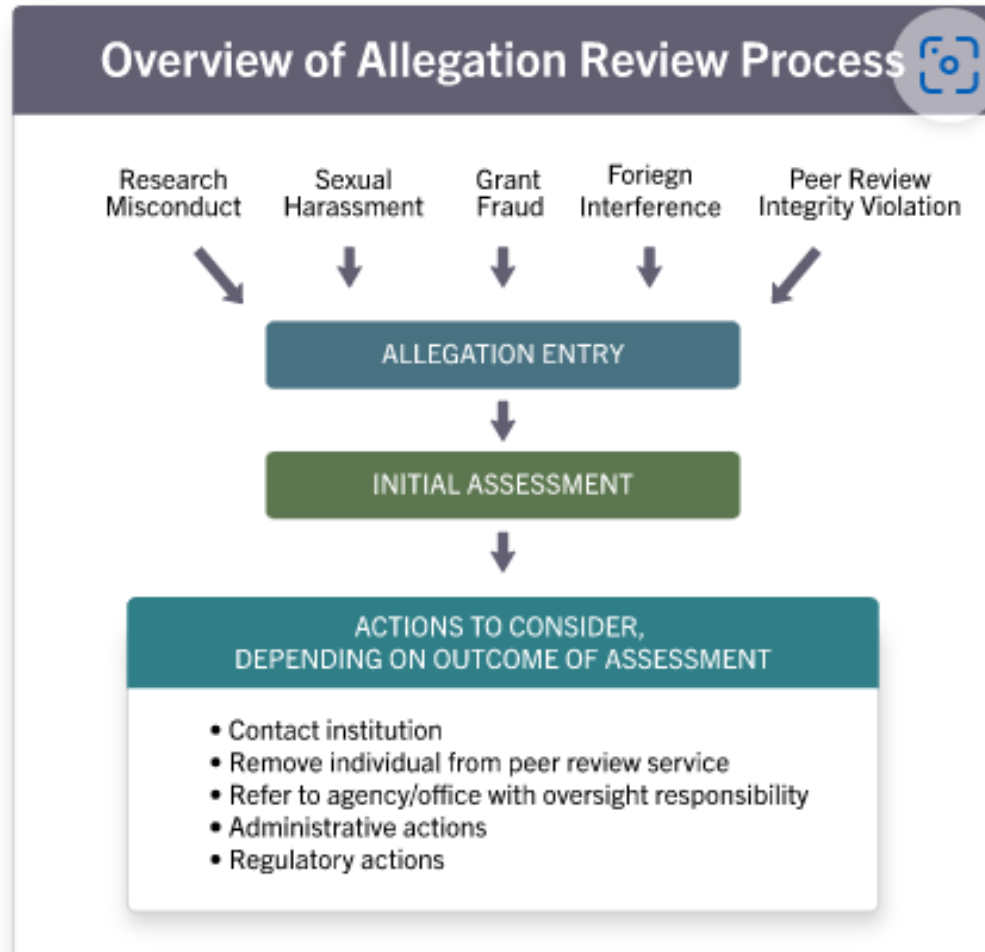 Overview of Allegation Review Process
Research
Misconduct
Sexual
Harassment
Grant
Fraud
Foriegn
Interference
Peer Review
Integrity Violation
ALLEGATION ENTRY
INITIAL ASSESSMENT
ACTIONS TO CONSIDER,
DEPENDING ON OUTCOME OF ASSESSMENT
• Contact institution
• Remove individual from peer review service
• Refer to agency/office with oversight responsibility
• Administrative actions
• Regulatory actions